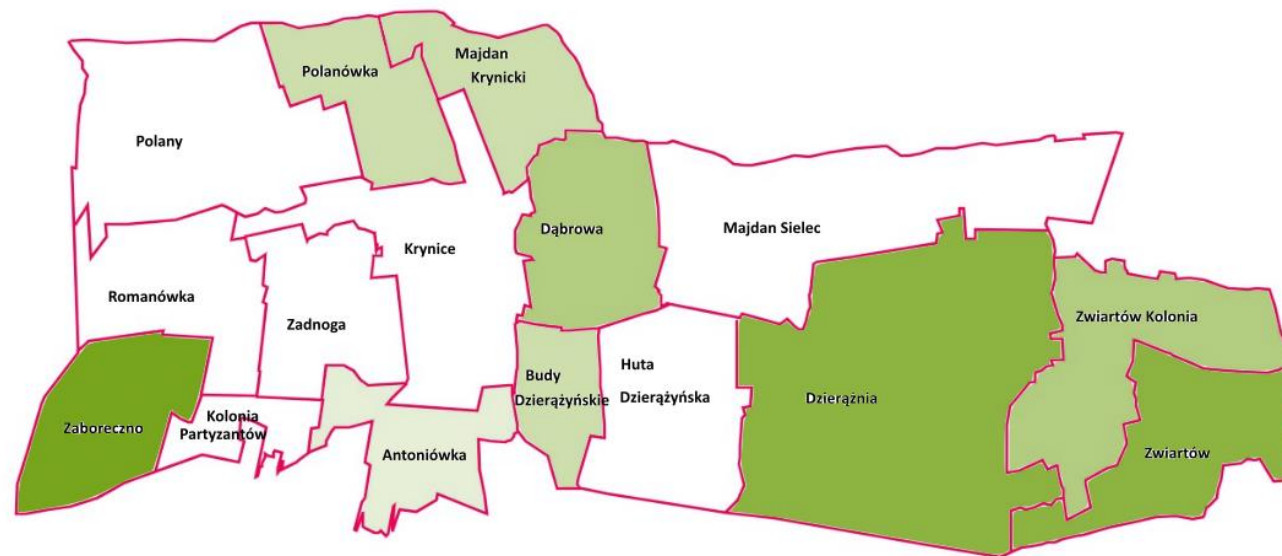 Majdan
Krynicki
Polanówka
Polany
Krynice
Dąbrowa
Majdan Sielec
Romanówka
Zadnoga
Zwiartów Kolonia
Huta
Dzierążyńska
Budy
Dzierążyńskie
Dzierążnia
Kolonia
Partyzantów
Zaboreczno
Antoniówka
Zwiartów